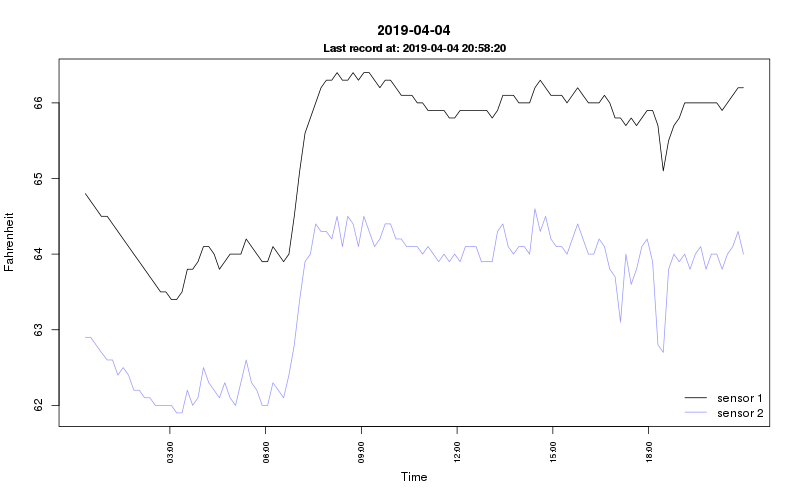 2019-04-04
Last record at: 2019-04-04 20:58:20
Fahrenheit
66
65
64
63
62
sensor 1
sensor 2
03:00 06:00 09:00 12:00 15:00 18:00
Time